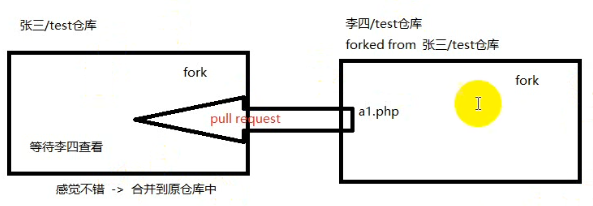 张三/test仓库
fork
等待李四查看
感觉不错 -> 合并到原仓库中
pull request
李四/test仓库
forked from 张三/test仓库
fork
a1.php